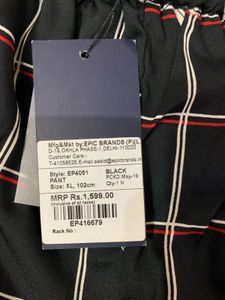 Mfg&Mkt by:EPIC BRANDS (P)(L
D-19,OKHLA PHASE-1,DELHI-110020
Customer Care:-
T-41058525,E-mail:sabid@epicbrands.in
Style: EP4051 BLACK
PANT PCKD May-19
Size: XL, 102cm Qty-1 N
MRP Rs.1,599.00
(Inclusive of all taxes)
EP416679
Rack No :